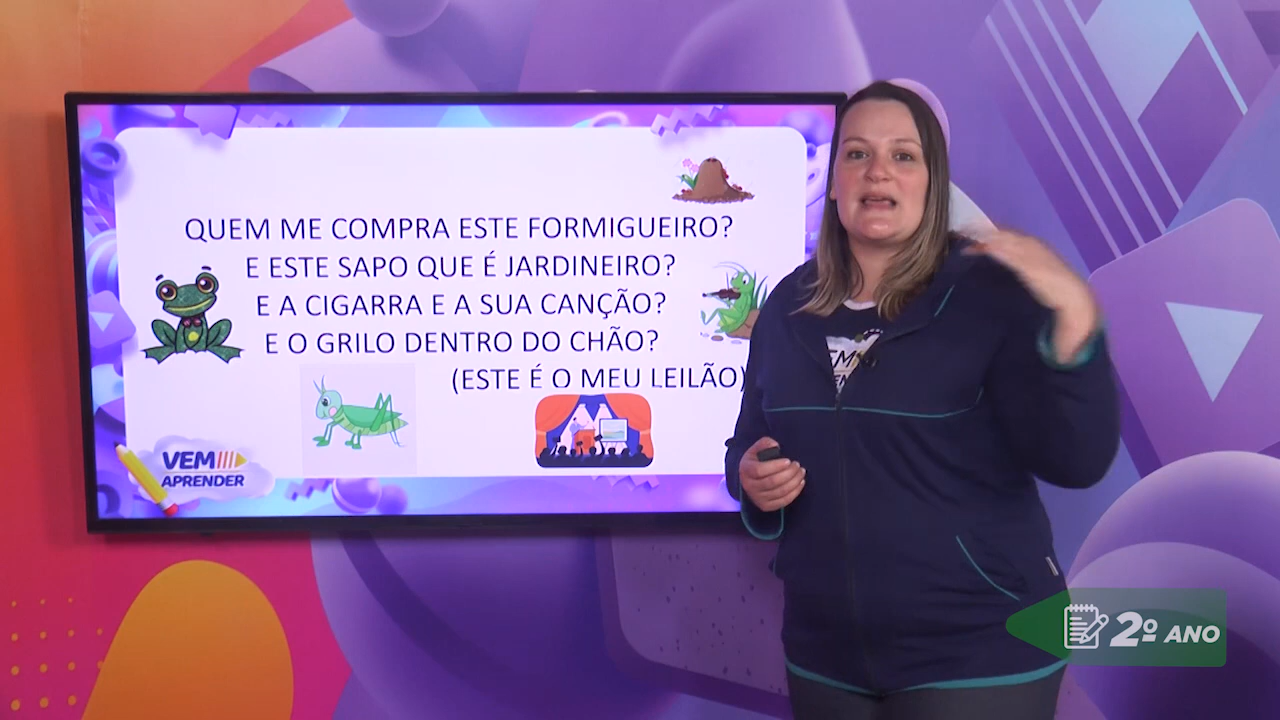 QUEM ME COMPRA ESTE FORMIGUEIRO?
E ESTE SAPO QUE É JARDINEIRO?
E A CIGARRA E A SUA CANÇÃO?
E O GRILO DENTRO DO CHÃO?
(ESTE É O MEU LEILÃO)
VEM
APRENDER
2º ANO